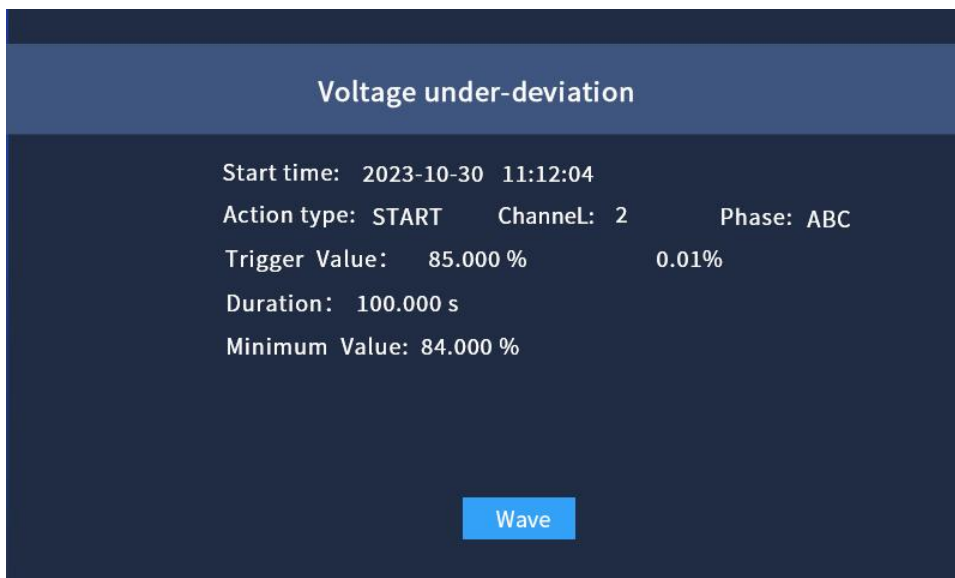 Voltage under-deviation
Start time: 2023-10-30 11:12:04
Action type: START ChanneL: 2 Phase: ABC
Trigger Value: 85.000 % 0.01%
Duration: 100.000 s
Minimum Value: 84.000 %
Wave